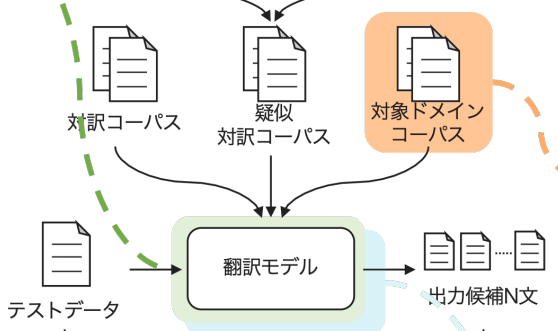 対訳コーパス
疑似
対訳コーパス
対象ドメイン
コーパス
翻訳モデル
テストデータ
出力候補N文